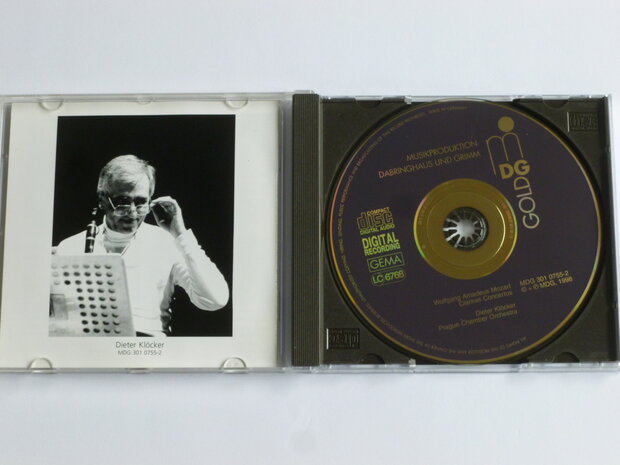 Dieter Klöcker
MDG 301 0755-2
MUSIKPRODUKTION
DABRINGHAUS UND GRIMM
MDG
GOLD
COMPACT
disc
DIGITAL AUDIO
DIGITAL
RECORDING
GEMA
LC 6768
Wolfgang Amadeus Mozart
Clarinet Concertos
MDG 301 0755-2
© + ℗ MDG, 1998
Dieter Klöcker
Prague Chamber Orchestra